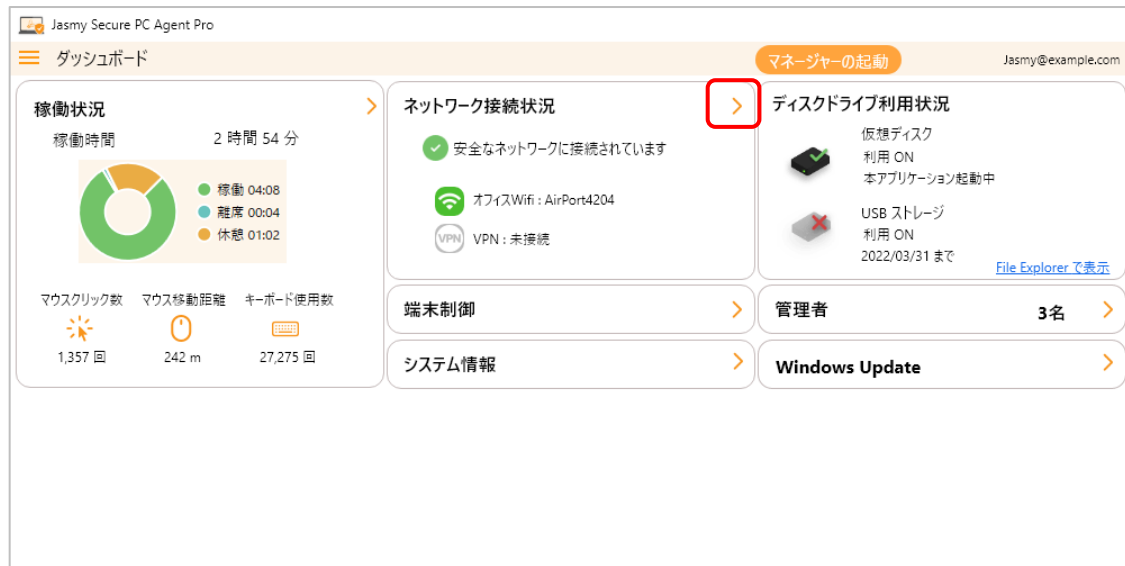 Jasmy Secure PC Agent Pro
ダッシュボード
マネージャーの起動
Jasmy@example.com
稼働状況
稼働時間 2 時間 54 分
稼働 04:08
離席 00:04
休憩 01:02
マウスクリック数 マウス移動距離 キーボード使用数
1,357 回 242 m 27,275 回
ネットワーク接続状況
安全なネットワークに接続されています
オフィスWifi : AirPort4204
VPN VPN : 未接続
ディスクドライブ利用状況
仮想ディスク
利用 ON
本アプリケーション起動中
USB ストレージ
利用 ON
2022/03/31 まで
File Explorer で表示
端末制御
管理者 3名
システム情報
Windows Update